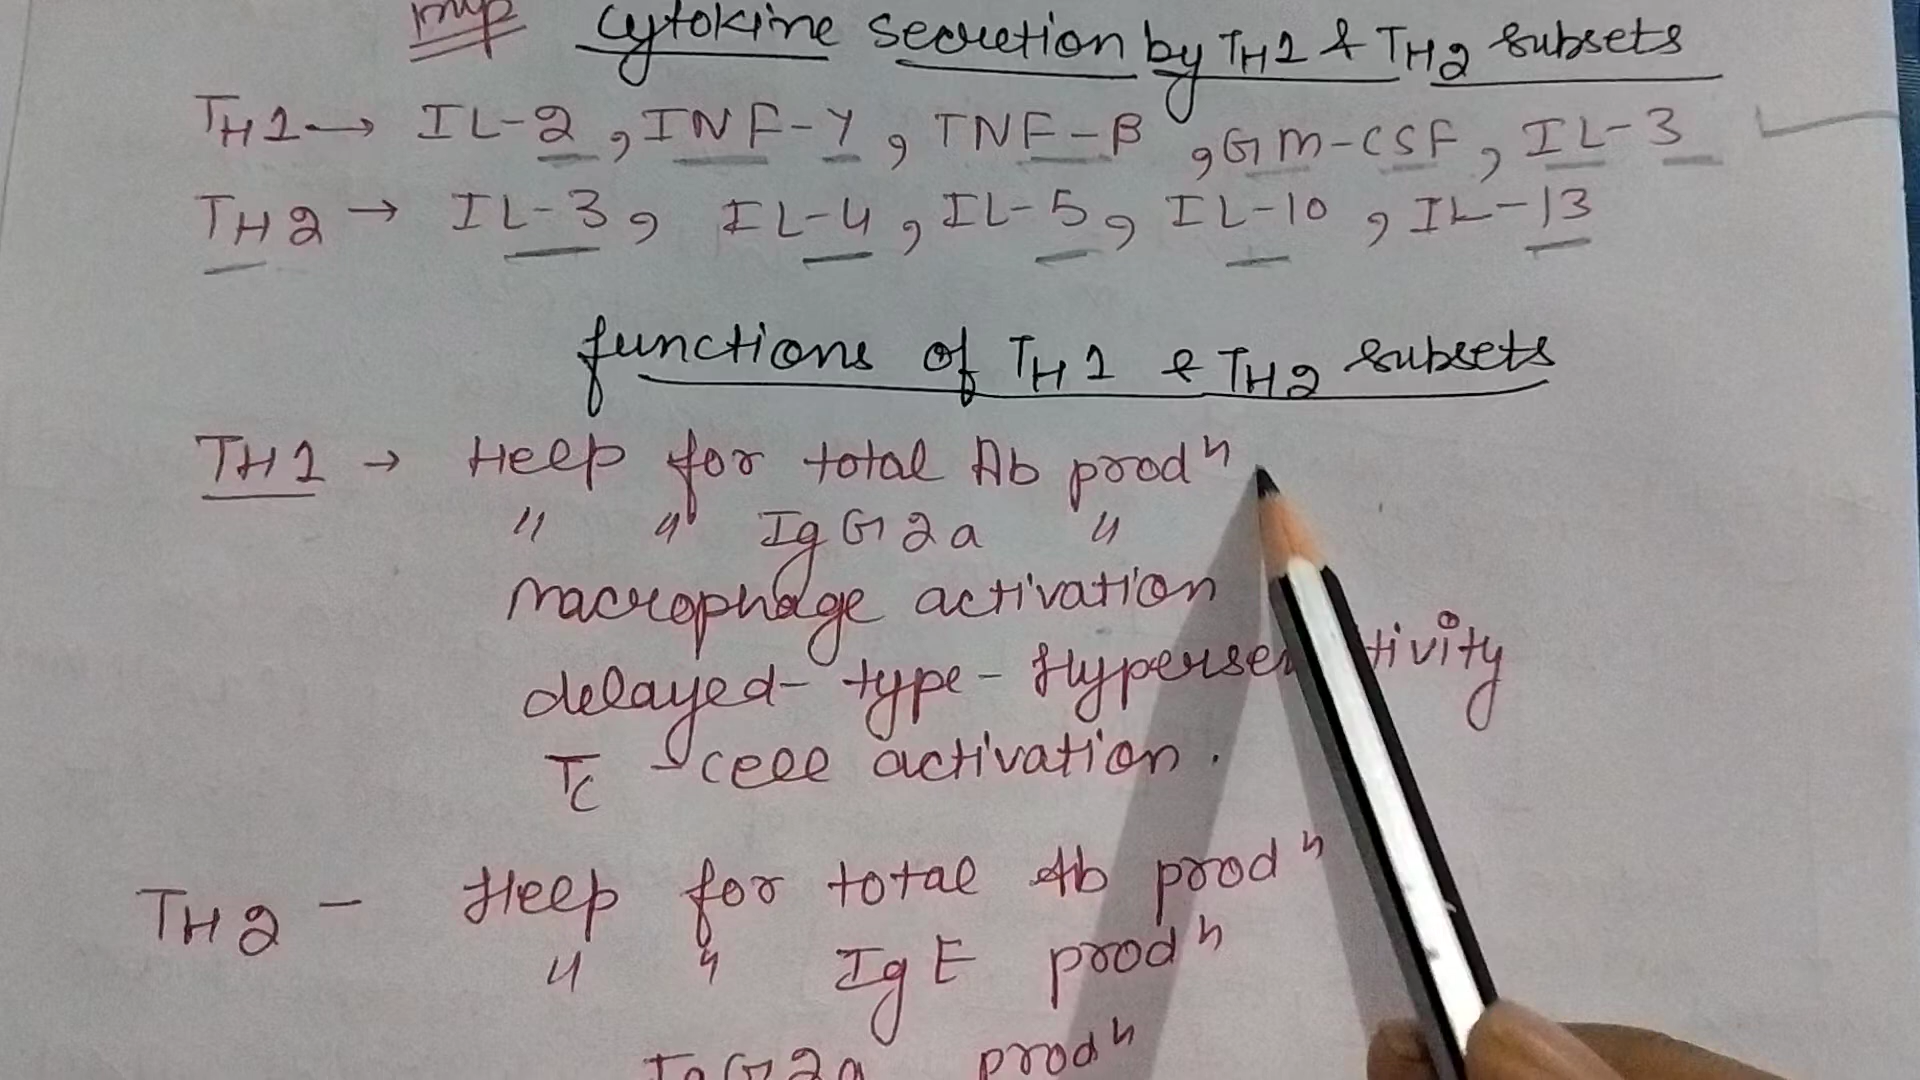 Imp Cytokine Secretion by TH1 & TH2 subsets
TH1 → IL-2, INF-γ, TNF-β, GM-CSF, IL-3
TH2 → IL-3, IL-4, IL-5, IL-10, IL-13
functions of TH1 & TH2 subsets
TH1 → Help for total Ab prodⁿ
" " IgG2a "
Macrophage activation
delayed-type-Hypersensitivity
Tc-cell activation.
TH2 - Help for total Ab prodⁿ
" " IgE prodⁿ
IgG2a prodⁿ